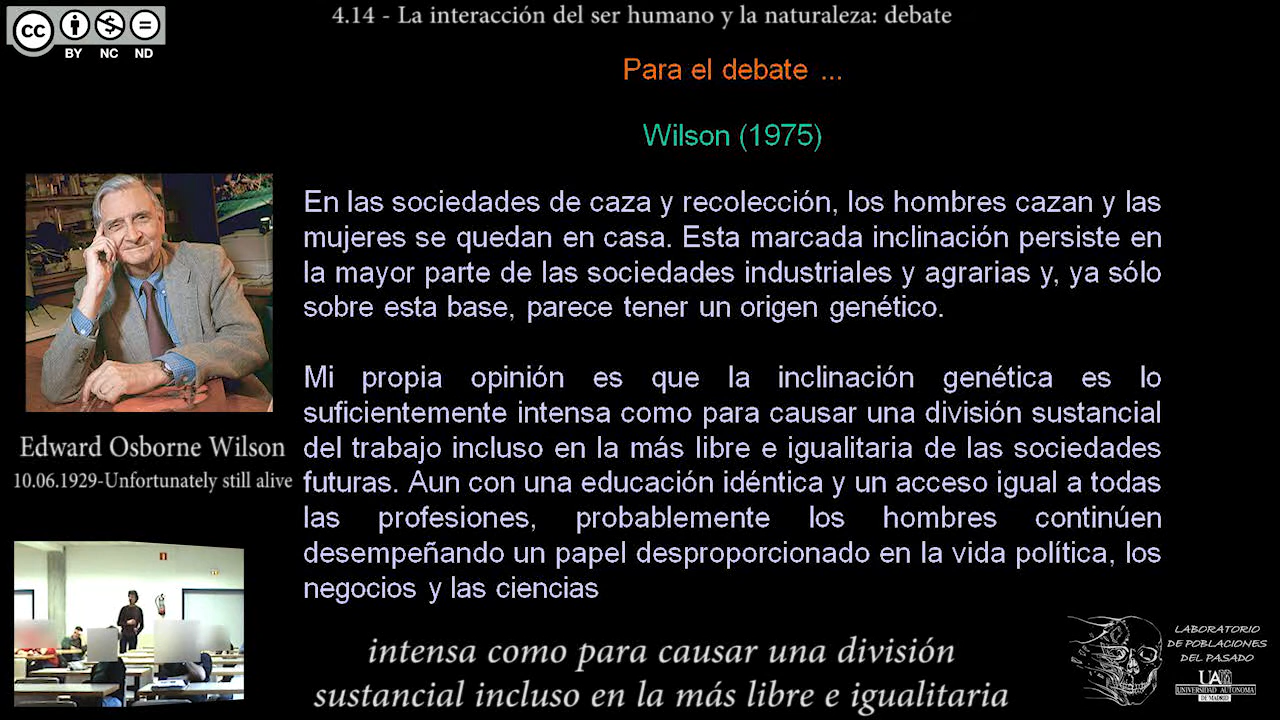 4.14 - La interacción del ser humano y la naturaleza: debate
cc
BY NC ND
Para el debate ...
Wilson (1975)
En las sociedades de caza y recolección, los hombres cazan y las
mujeres se quedan en casa. Esta marcada inclinación persiste en
la mayor parte de las sociedades industriales y agrarias y, ya sólo
sobre esta base, parece tener un origen genético.
Mi propia opinión es que la inclinación genética es lo
suficientemente intensa como para causar una división sustancial
del trabajo incluso en la más libre e igualitaria de las sociedades
futuras. Aun con una educación idéntica y un acceso igual a todas
las profesiones, probablemente los hombres continúen
desempeñando un papel desproporcionado en la vida política, los
negocios y las ciencias
Edward Osborne Wilson
10.06.1929-Unfortunately still alive
intensa como para causar una división
sustancial incluso en la más libre e igualitaria
LABORATORIO
DE POBLACIONES
DEL PASADO
UAM
UNIVERSIDAD AUTONOMA
DE MADRID